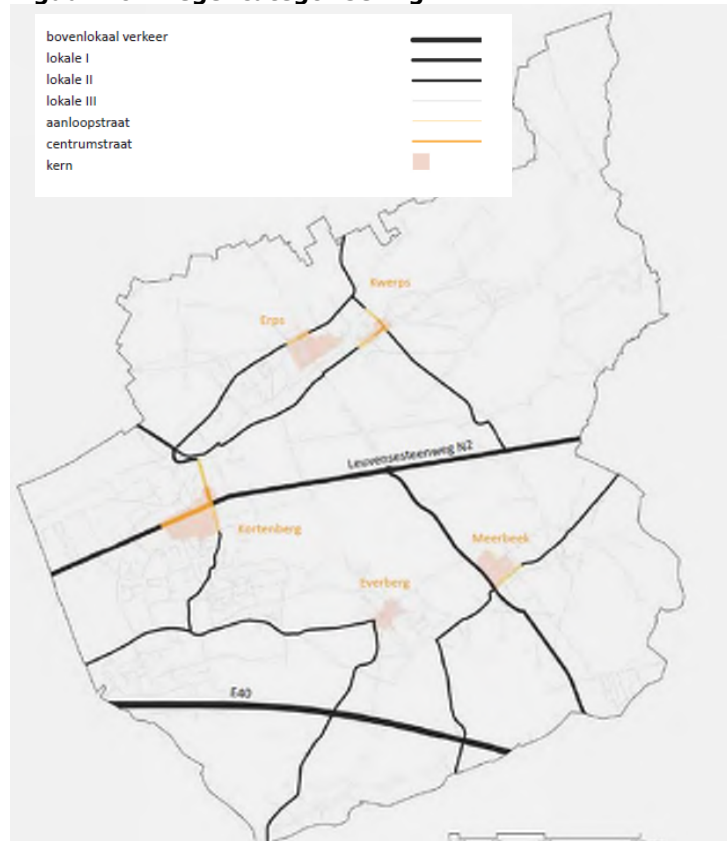 bovenlokaal verkeer
lokale I
lokale II
lokale III
aanloopstraat
centrumstraat
kern
Kwerps
Erps
Leuvensesteenweg N2
Kortenberg
Meerbeek
Everberg
E40